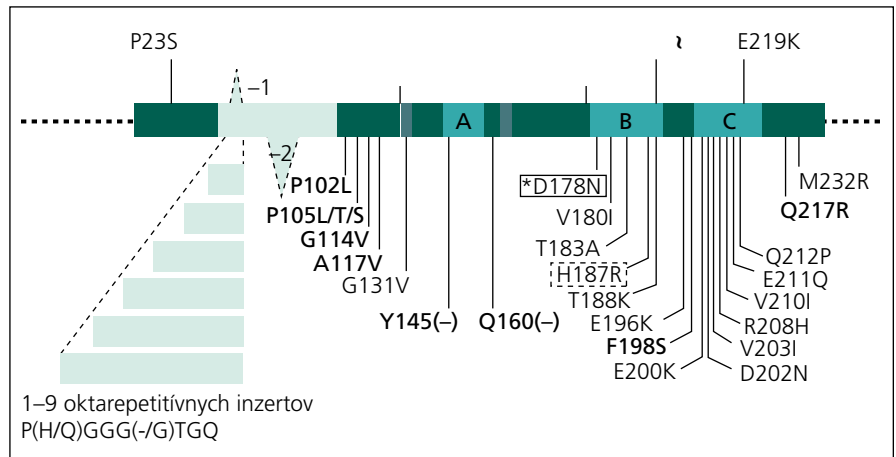 P23S
~
E219K
–1
A
B
C
–2
P102L
*D178N
M232R
P105L/T/S
V180I
Q217R
G114V
T183A
Q212P
A117V
H187R
E211Q
G131V
T188K
V210I
Y145(–)
Q160(–)
E196K
R208H
F198S
V203I
E200K
D202N
1–9 oktarepetitívnych inzertov
P(H/Q)GGG(-/G)TGQ